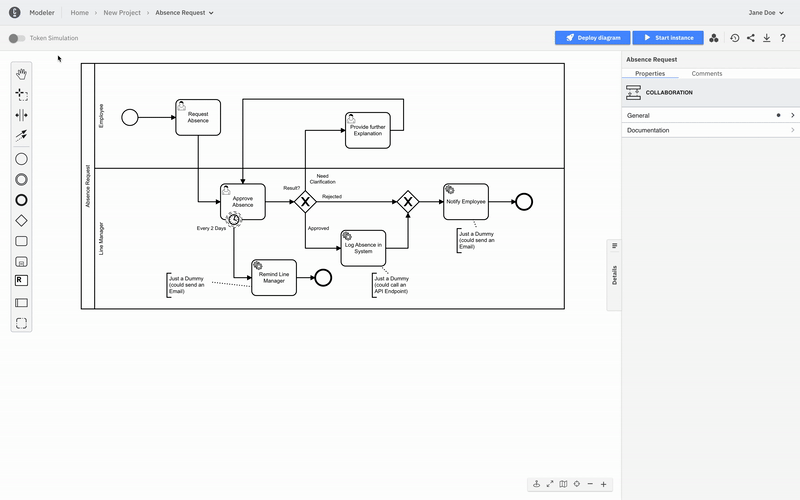 Modeler
Home
New Project
Absence Request
Jane Doe
Token Simulation
Deploy diagram
Start instance
Absence Request
Properties
Comments
COLLABORATION
General
Documentation
Details
Absence Request
Employee
Line Manager
Request
Absence
Provide further
Explanation
Need
Clarification
Result?
Rejected
Approved
Approve
Absence
Every 2 Days
Notify Employee
Log Absence in
System
Remind Line
Manager
Just a Dummy
(could send an
Email)
Just a Dummy
(could send an
Email)
Just a Dummy
(could call an
API Endpoint)
R